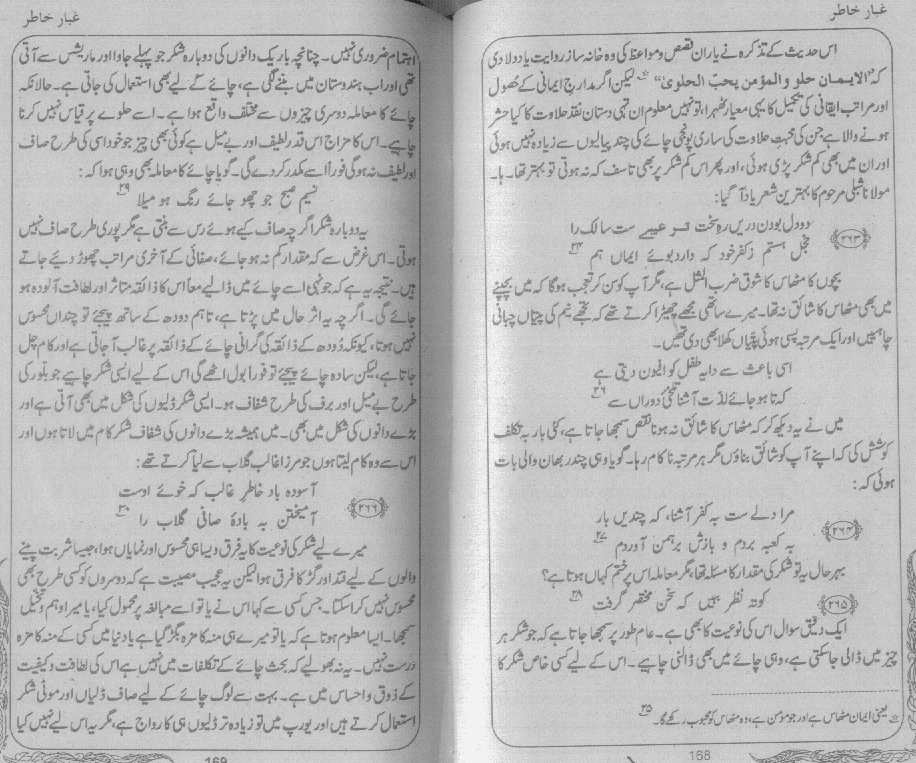 غبار خاطر
اس حدیث کے تذکرہ نے یاران قصص و مواعظ کی وہ خانہ ساز روایت یاد دلا دی
کہ ”الایمان حلو والمؤمن یحب الحلوی“ لیکن اگر مدارج ایمانی کے حصول
اور مراتب ایقانی کی تکمیل کا یہی معیار ٹھہرا، تو نہیں معلوم ان تہی دستان نقد حلاوت کا کیا حشر
ہونے والا ہے جن کی محبت حلاوت کی ساری پونجی چائے کی چند پیالیوں سے زیادہ نہیں ہوئی
اور ان میں بھی کم شکر پڑی ہوئی، اور پھر اس کم شکر پر بھی تاسف کہ نہ ہوتی تو بہتر تھا۔ ہا۔
مولانا شبلی مرحوم کا بہترین شعر یاد آ گیا:
دو دل بودن دریں رہ سخت تر عیبے ست سالک را
﴿۲۶۳﴾
خجل ہستم ز کفر خود کہ دارد بوئے ایماں ہم ۲۴
بچوں کا مٹھاس کا شوق ضرب المثل ہے، مگر آپ کو سن کر تعجب ہوگا کہ میں بچپنے
میں بھی مٹھاس کا شائق نہ تھا۔ میرے ساتھی مجھے چھیڑا کرتے تھے کہ تجھے نیم کی پتیاں چبانی
چاہییں اور ایک مرتبہ پسی ہوئی پتیاں کھلا بھی دی تھیں۔
اسی باعث سے دایہ طفل کو افیون دیتی ہے
کہ تا ہو جائے لذت آشنا تلخیٔ دوراں سے ۲۶
میں نے یہ دیکھ کر کہ مٹھاس کا شائق نہ ہونا نقص سمجھا جاتا ہے، کئی بار بہ تکلف
کوشش کی کہ اپنے آپ کو شائق بناؤں مگر ہر مرتبہ ناکام رہا۔ گویا وہی چندر بھان والی بات
ہوئی کہ:
مرا دلے ست بہ کفر آشنا، کہ چندیں بار
﴿۲۶۴﴾
بہ کعبہ بردم و بازش برہمن آوردم ۲۷
بہر حال یہ تو شکر کی مقدار کا مسئلہ تھا، مگر معاملہ اس پر ختم کہاں ہوتا ہے؟
﴿۲۶۵﴾ کوتہ نظر ببیں کہ سخن مختصر گرفت ۲۸
ایک دقیق سوال اس کی نوعیت کا بھی ہے۔ عام طور پر سمجھا جاتا ہے کہ جو شکر ہر
چیز میں ڈالی جا سکتی ہے، وہی چائے میں بھی ڈالنی چاہیے۔ اس کے لیے کسی خاص شکر کا
یعنی ایمان مٹھاس ہے اور جو مؤمن ہے، وہ مٹھاس کو محبوب رکھے گا۔ ۲۵
168
غبار خاطر
اہتمام ضروری نہیں۔ چنانچہ باریک دانوں کی دوبارہ شکر جو پہلے جاوا اور ماریشس سے آتی
تھی اور اب ہندوستان میں بننے لگی ہے، چائے کے لیے بھی استعمال کی جاتی ہے۔ حالانکہ
چائے کا معاملہ دوسری چیزوں سے مختلف واقع ہوا ہے۔ اسے حلوے پر قیاس نہیں کرنا
چاہیے۔ اس کا مزاج اس قدر لطیف اور بے میل ہے کہ کوئی بھی چیز جو خود اسی کی طرح صاف
اور لطیف نہ ہوگی فوراً اسے مکدر کر دے گی۔ گویا چائے کا معاملہ بھی وہی ہوا کہ:
نسیم صبح جو چھو جائے رنگ ہو میلا ۲۹
یہ دوبارہ شکر اگرچہ صاف کیے ہوئے رس سے بنتی ہے مگر پوری طرح صاف نہیں
ہوتی۔ اس غرض سے کہ مقدار کم نہ ہو جائے، صفائی کے آخری مراتب چھوڑ دیئے جاتے
ہیں۔ نتیجہ یہ ہے کہ جونہی اسے چائے میں ڈالیے معاً اس کا ذائقہ متاثر اور لطافت آلودہ ہو
جائے گی۔ اگرچہ یہ اثر ہر حال میں پڑتا ہے، تاہم دودھ کے ساتھ پیجئے تو چنداں محسوس
نہیں ہوتا، کیونکہ دودھ کے ذائقہ کی گرانی چائے کے ذائقہ پر غالب آ جاتی ہے اور کام چل
جاتا ہے، لیکن سادہ چائے پیجئے تو فوراً بول اٹھے گی اس کے لیے ایسی شکر چاہیے جو بلور کی
طرح بے میل اور برف کی طرح شفاف ہو۔ ایسی شکر ڈلیوں کی شکل میں بھی آتی ہے اور
بڑے دانوں کی شکل میں بھی۔ میں ہمیشہ بڑے دانوں کی شفاف شکر کام میں لاتا ہوں اور
اس سے وہ کام لیتا ہوں جو مرزا غالب گلاب سے لیا کرتے تھے:
آسودہ باد خاطر غالب کہ خوئے اوست
﴿۲۶۶﴾
آمیختن بہ بادۂ صافی گلاب را ۳۰
میرے لیے شکر کی نوعیت کا یہ فرق ویسا ہی محسوس اور نمایاں ہوا، جیسا شربت پینے
والوں کے لیے قند اور گڑ کا فرق ہوا لیکن یہ عجیب مصیبت ہے کہ دوسروں کو کسی طرح بھی
محسوس نہیں کرا سکتا۔ جس کسی سے کہا اس نے یا تو اسے مبالغہ پر محمول کیا، یا میرا وہم و تخیل
سمجھا۔ ایسا معلوم ہوتا ہے کہ یا تو میرے ہی منہ کا مزہ بگڑ گیا ہے یا دنیا میں کسی کے منہ کا مزہ
درست نہیں۔ یہ نہ بھولیے کہ بحث چائے کے تکلفات میں نہیں ہے اس کی لطافت و کیفیت
کے ذوق و احساس میں ہے۔ بہت سے لوگ چائے کے لیے صاف ڈلیاں اور موٹی شکر
استعمال کرتے ہیں اور یورپ میں تو زیادہ تر ڈلیوں ہی کا رواج ہے، مگر یہ اس لیے نہیں کیا
169